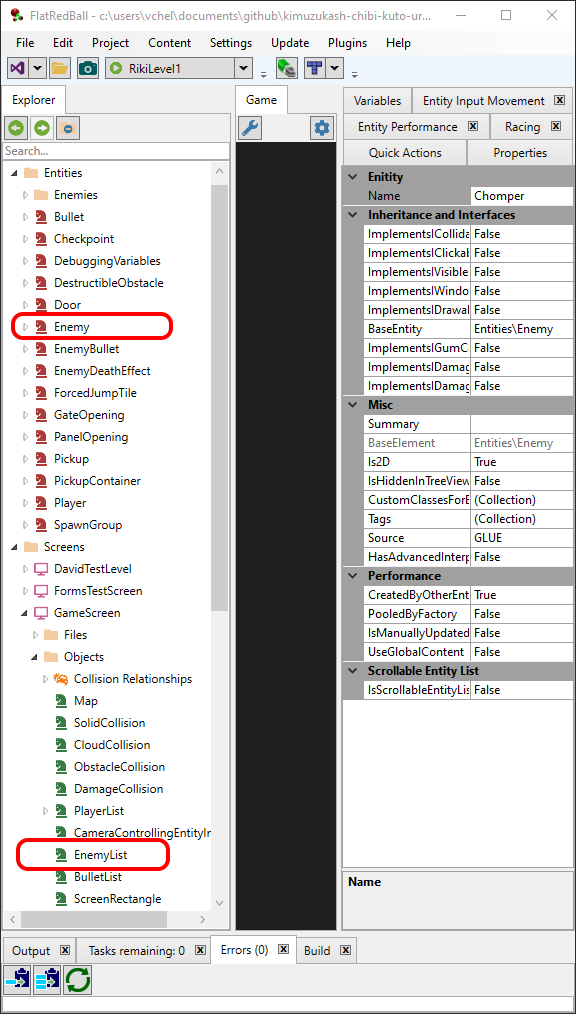 FlatRedBall - c:\users\vchel\documents\github\kimuzukash-chibi-kuto-ur...
File Edit Project Content Settings Update Plugins Help
RikiLevel1
Explorer
Search...
Entities
Enemies
Bullet
Checkpoint
DebuggingVariables
DestructibleObstacle
Door
Enemy
EnemyBullet
EnemyDeathEffect
ForcedJumpTile
GateOpening
PanelOpening
Pickup
PickupContainer
Player
SpawnGroup
Screens
DavidTestLevel
FormsTestScreen
GameScreen
Files
Objects
Collision Relationships
Map
SolidCollision
CloudCollision
ObstacleCollision
DamageCollision
PlayerList
CameraControllingEntityIn
EnemyList
BulletList
ScreenRectangle
Game
Variables Entity Input Movement
Entity Performance Racing
Quick Actions Properties
Entity
Name Chomper
Inheritance and Interfaces
ImplementsICollida False
ImplementsIClickab False
ImplementsIVisible False
ImplementsIWindo False
ImplementsIDrawal False
BaseEntity Entities\Enemy
ImplementsIGumCo False
ImplementsIDamag False
ImplementsIDamag False
Misc
Summary
BaseElement Entities\Enemy
Is2D True
IsHiddenInTreeView False
CustomClassesForE (Collection)
Tags (Collection)
Source GLUE
HasAdvancedInterp False
Performance
CreatedByOtherEnt True
PooledByFactory False
IsManuallyUpdated False
UseGlobalContent False
Scrollable Entity List
IsScrollableEntityLis False
Name
Output Tasks remaining: 0 Errors (0) Build